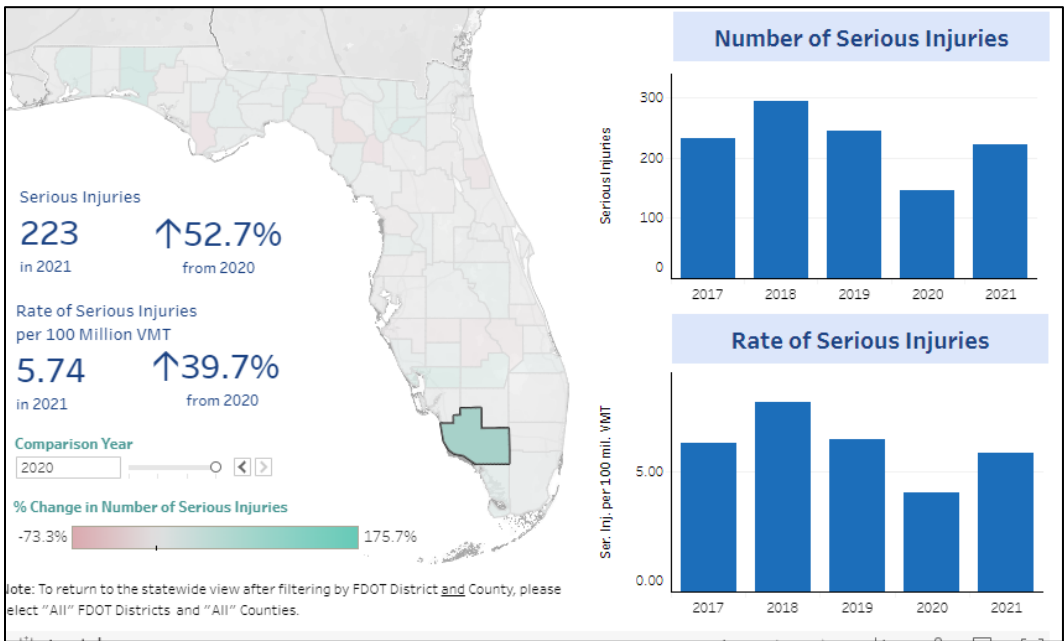 Serious Injuries
223
↑52.7%
in 2021
from 2020
Rate of Serious Injuries
per 100 Million VMT
5.74
↑39.7%
in 2021
from 2020
Comparison Year
2020
% Change in Number of Serious Injuries
-73.3%
175.7%
Note: To return to the statewide view after filtering by FDOT District and County, please
elect "All" FDOT Districts and "All" Counties.
Number of Serious Injuries
Serious Injuries
300
200
100
0
2017 2018 2019 2020 2021
Rate of Serious Injuries
Ser. Inj. per 100 mil. VMT
5.00
0.00
2017 2018 2019 2020 2021